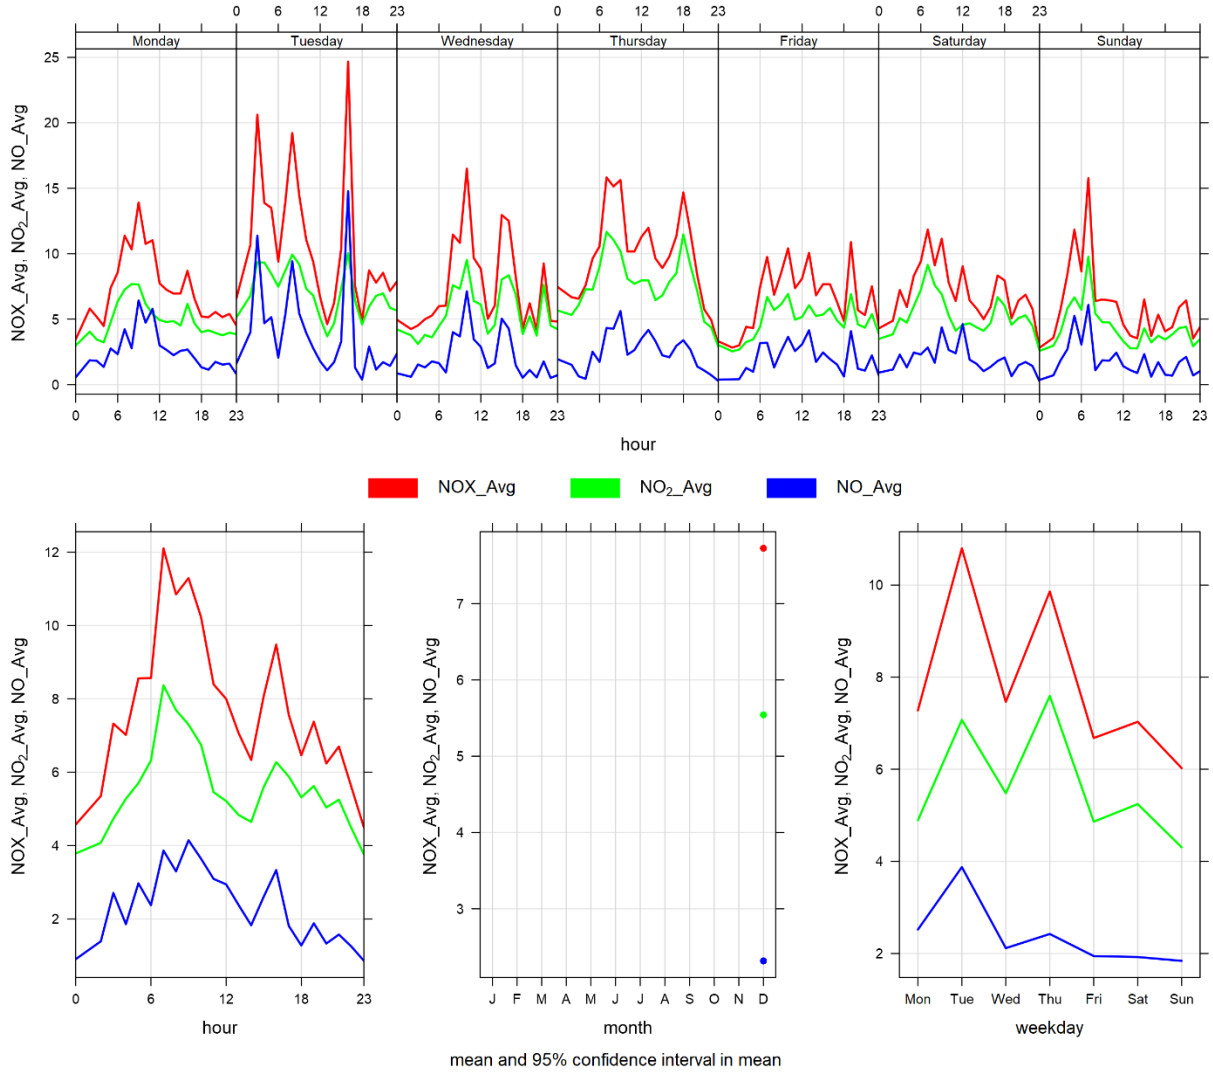 0 6 12 18 23 0 6 12 18 23 0 6 12 18 23
Monday Tuesday Wednesday Thursday Friday Saturday Sunday
25
20
15
10
5
0
NOX_Avg, NO₂_Avg, NO_Avg
0 6 12 18 23 0 6 12 18 0 6 12 18 0 6 12 18 23
hour
NOX_Avg NO₂_Avg NO_Avg
12
10
8
6
4
2
NOX_Avg, NO₂_Avg, NO_Avg
0 6 12 18 23
hour
7
6
5
4
3
NOX_Avg, NO₂_Avg, NO_Avg
J F M A M J J A S O N D
month
10
8
6
4
2
NOX_Avg, NO₂_Avg, NO_Avg
Mon Tue Wed Thu Fri Sat Sun
weekday
mean and 95% confidence interval in mean